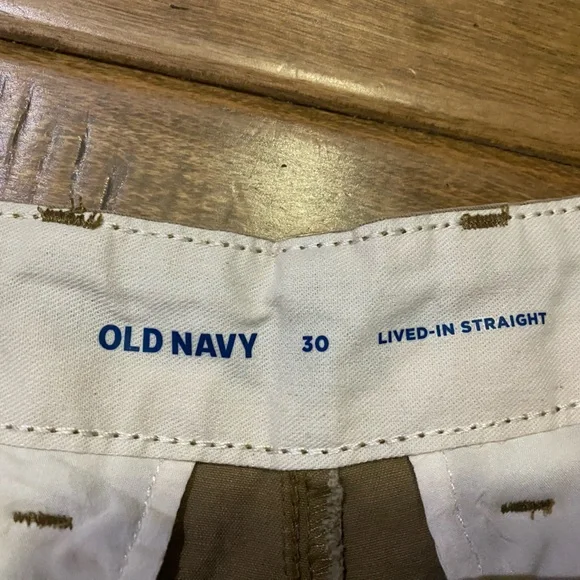 OLD NAVY 30 LIVED-IN STRAIGHT